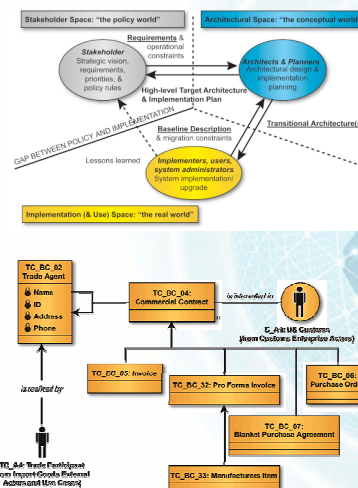 Stakeholder Space: "the policy world"
Architectural Space: "the conceptual world
Requirements &
operational
constraints
Stakeholder
Strategic vision,
requirements,
priorities, &
policy rules
Architects & Planners
Architectural design &
implementation
planning
High-level Target Architecture
& Implementation Plan
GAP BETWEEN POLICY AND IMPLEMENTATION
Baseline Description
& migration constraints
Transitional Architecture(s
Lessons learned
Implementers, users,
system administrators
System implementation/
upgrade
Implementation (& Use) Space: "the real world"
TC_BC_02
Trade Agent
Name
ID
Address
Phone
TC_BC_04:
Commercial Contract
is interested in
C_A4: US Customs
(from Customs Enterprise Actors)
TC_BC_05: Invoice
TC_BC_32: Pro Forma Invoice
TC_BC_06:
Purchase Orde
is realized by
TC_BC_07:
Blanket Purchase Agreement
Trade Participant
om Import Goods External
Actors and Use Cases)
TC_BC_33: Manufacturers Item